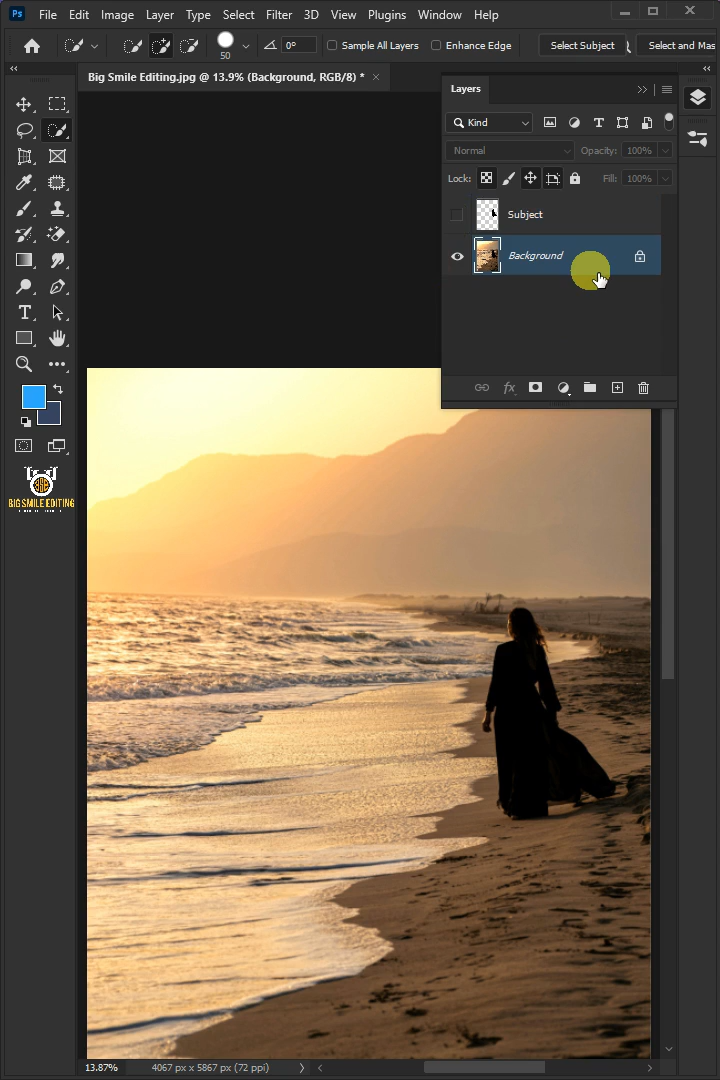 Ps File Edit Image Layer Type Select Filter 3D View Plugins Window Help
50 0° Sample All Layers Enhance Edge Select Subject Select and Mas
Big Smile Editing.jpg @ 13.9% (Background, RGB/8) *
Layers
Kind
Normal Opacity: 100%
Lock: Fill: 100%
Subject
Background
fx
BIG SMILE EDITING
13.87% 4067 px x 5867 px (72 ppi)